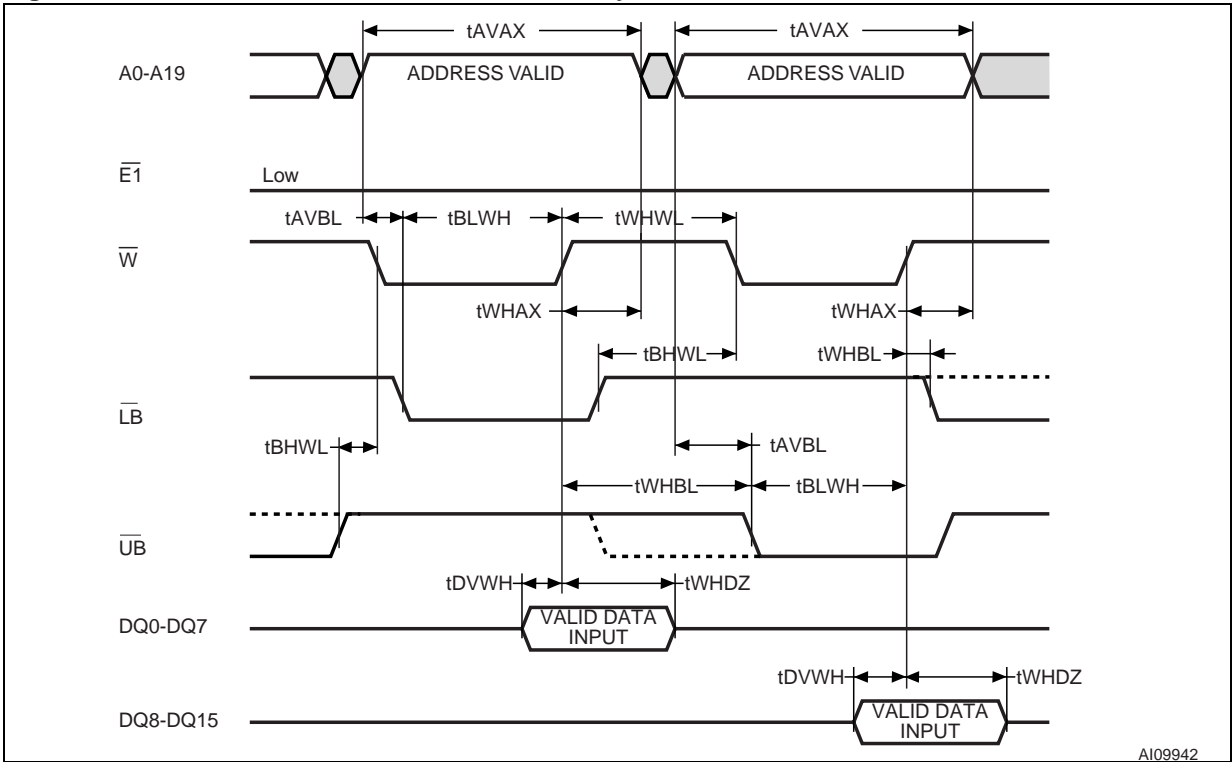 tAVAX tAVAX
A0-A19 ADDRESS VALID ADDRESS VALID
E1 Low
tAVBL tBLWH tWHWL
W
tWHAX tWHAX
tBHWL tWHBL
LB
tBHWL tAVBL
tWHBL tBLWH
UB
tDVWH tWHDZ
DQ0-DQ7 VALID DATA
INPUT
tDVWH tWHDZ
DQ8-DQ15 VALID DATA
INPUT
AI09942